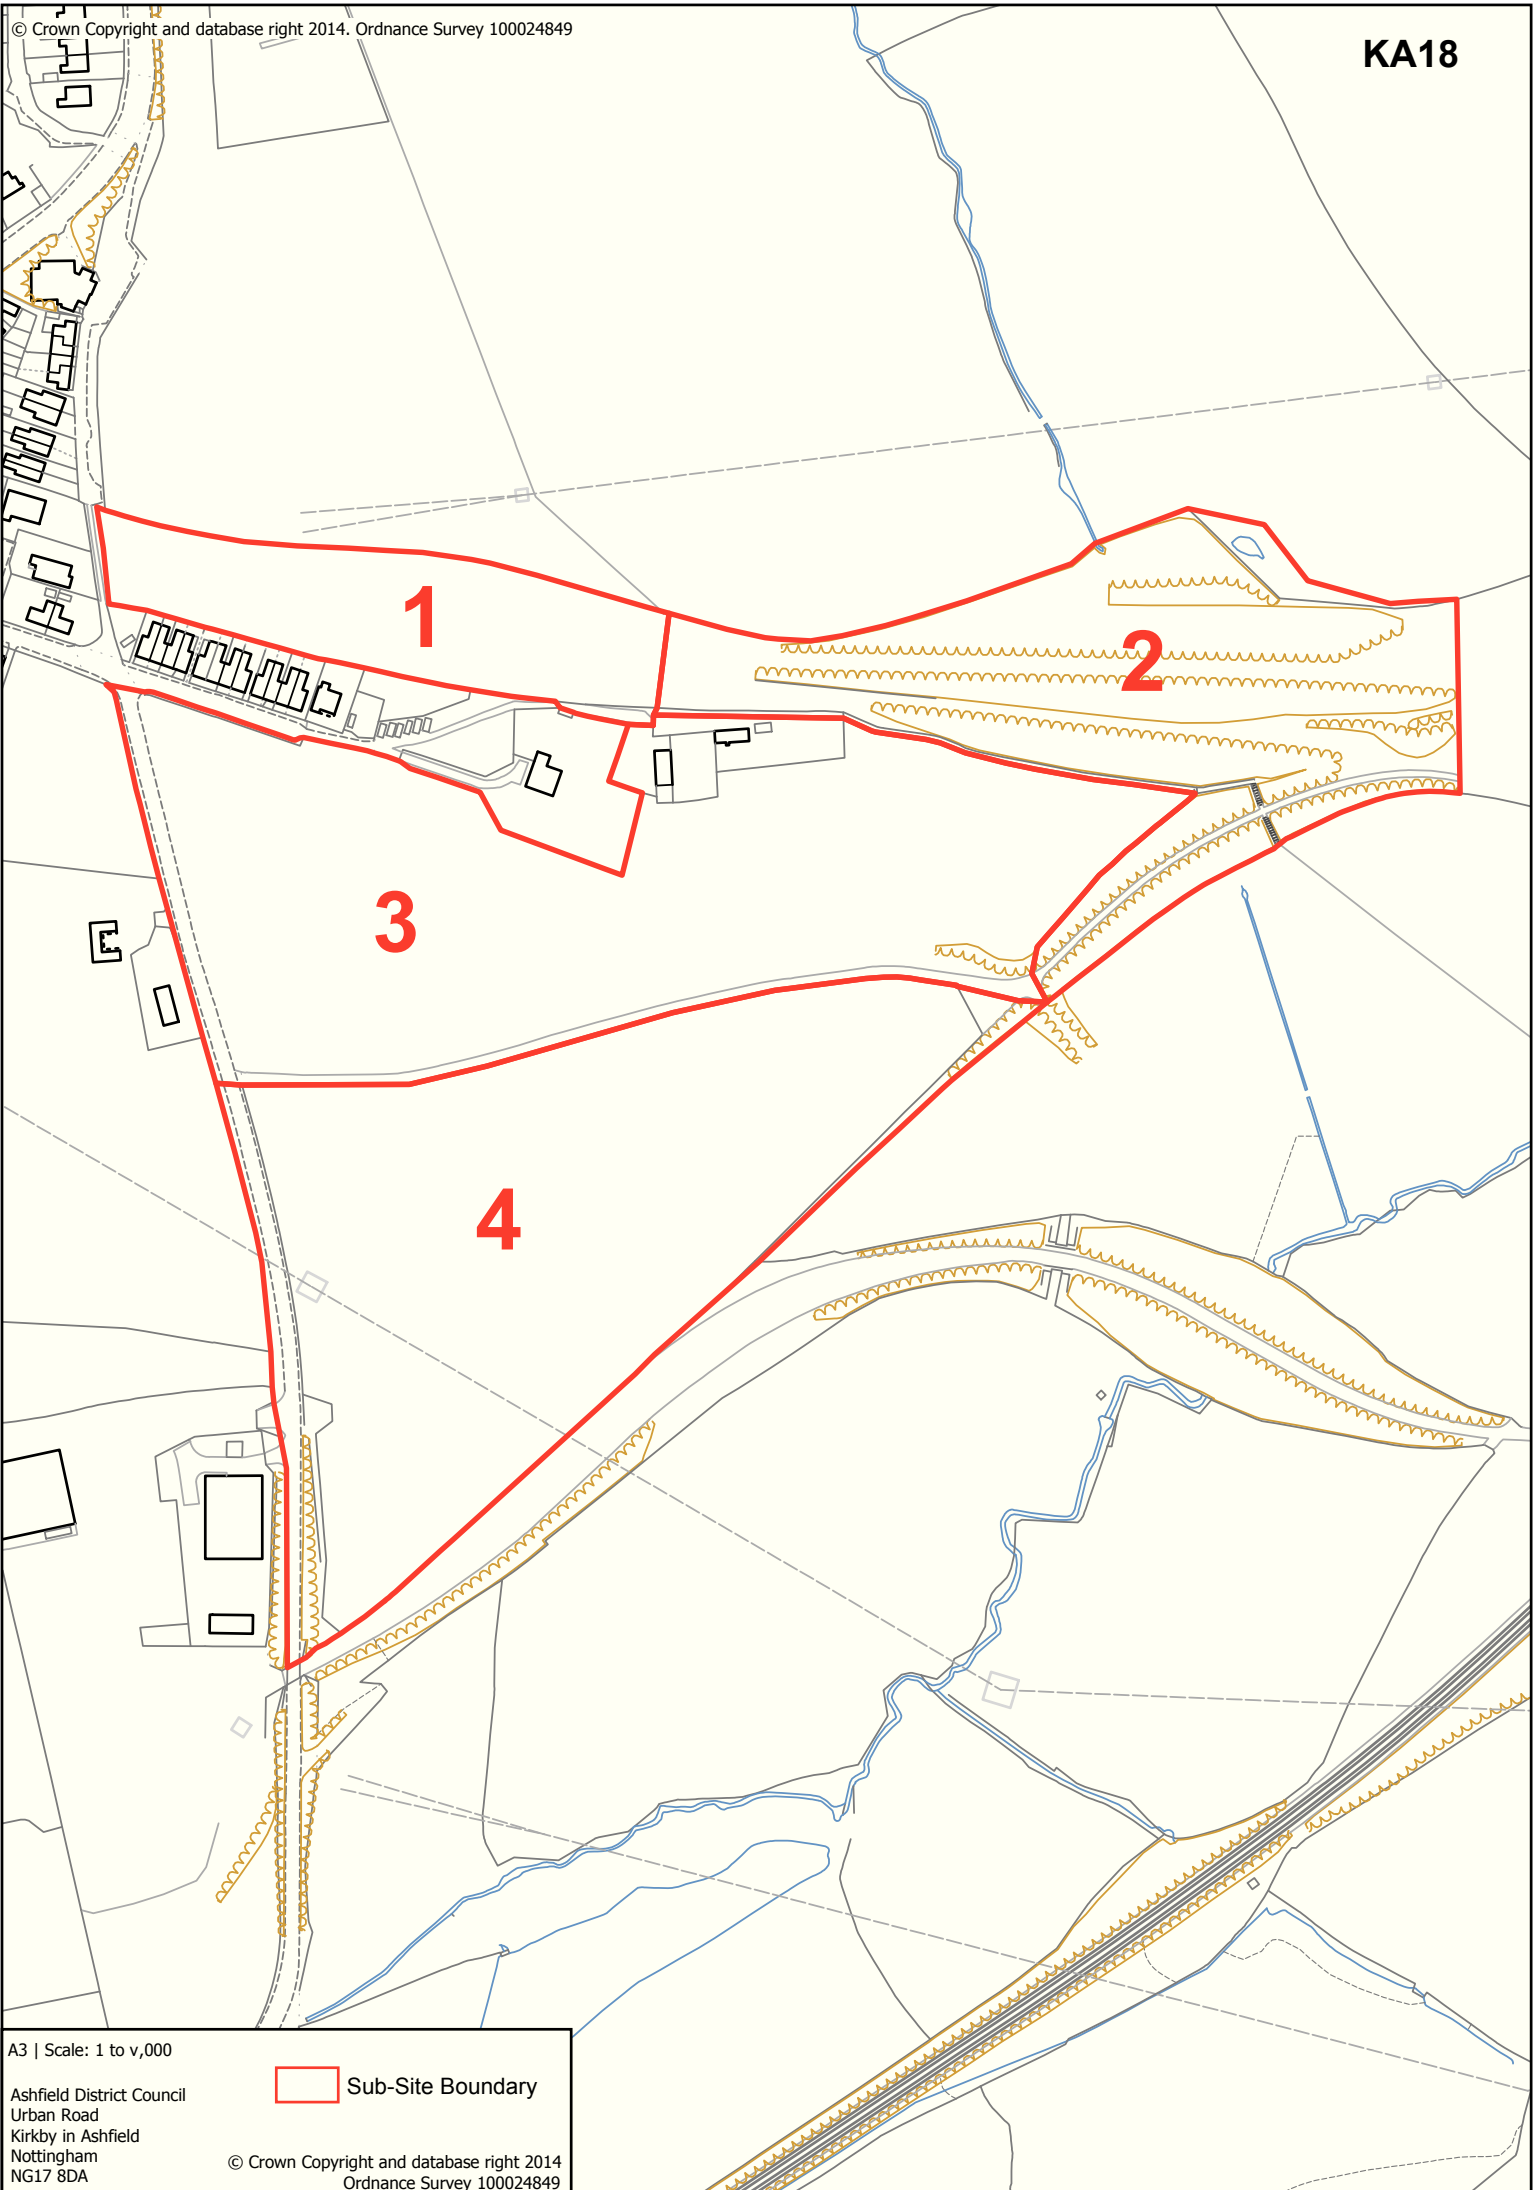 © Crown Copyright and database right 2014. Ordnance Survey 100024849
KA18
1
2
3
4
A3 | Scale: 1 to v,000
Ashfield District Council
Urban Road
Kirkby in Ashfield
Nottingham
NG17 8DA
Sub-Site Boundary
© Crown Copyright and database right 2014
Ordnance Survey 100024849